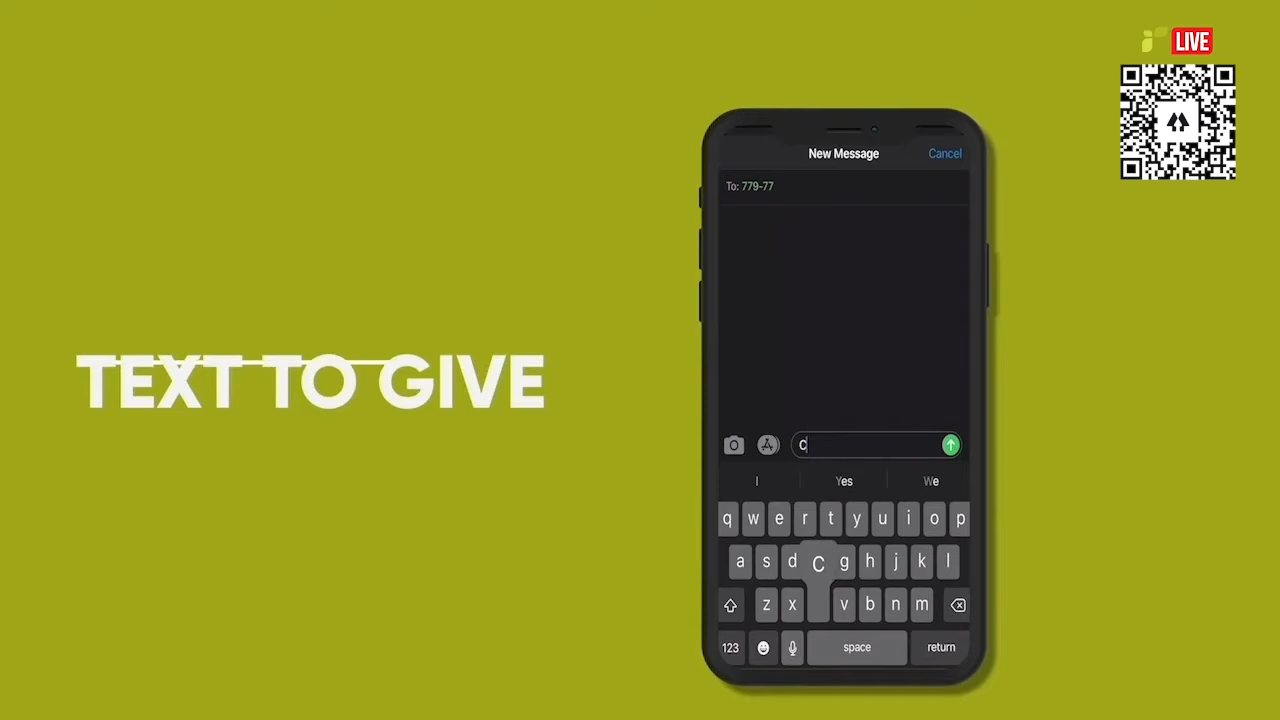 LIVE
New Message
Cancel
To: 779-77
TEXT TO GIVE
c
I
Yes
We
q w e r t y u i o p
a s d C g h j k l
z x v b n m
123
space
return